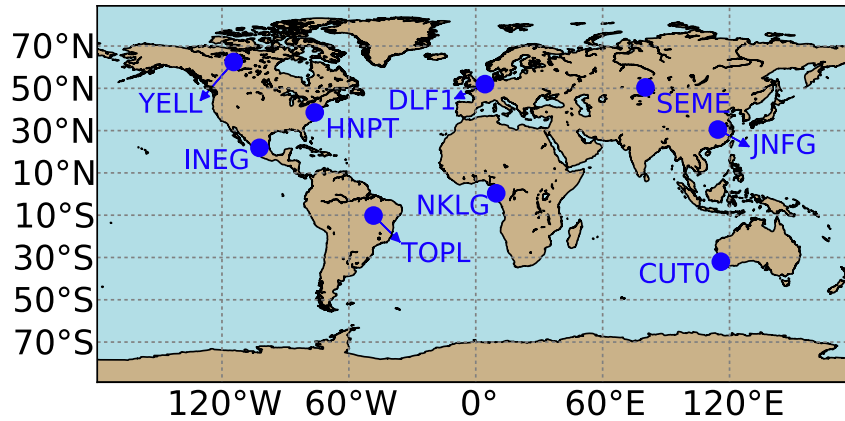 70°N
50°N
30°N
10°N
10°S
30°S
50°S
70°S
YELL
DLF1
SEME
HNPT
JNFG
INEG
NKLG
TOPL
CUT0
120°W 60°W 0° 60°E 120°E